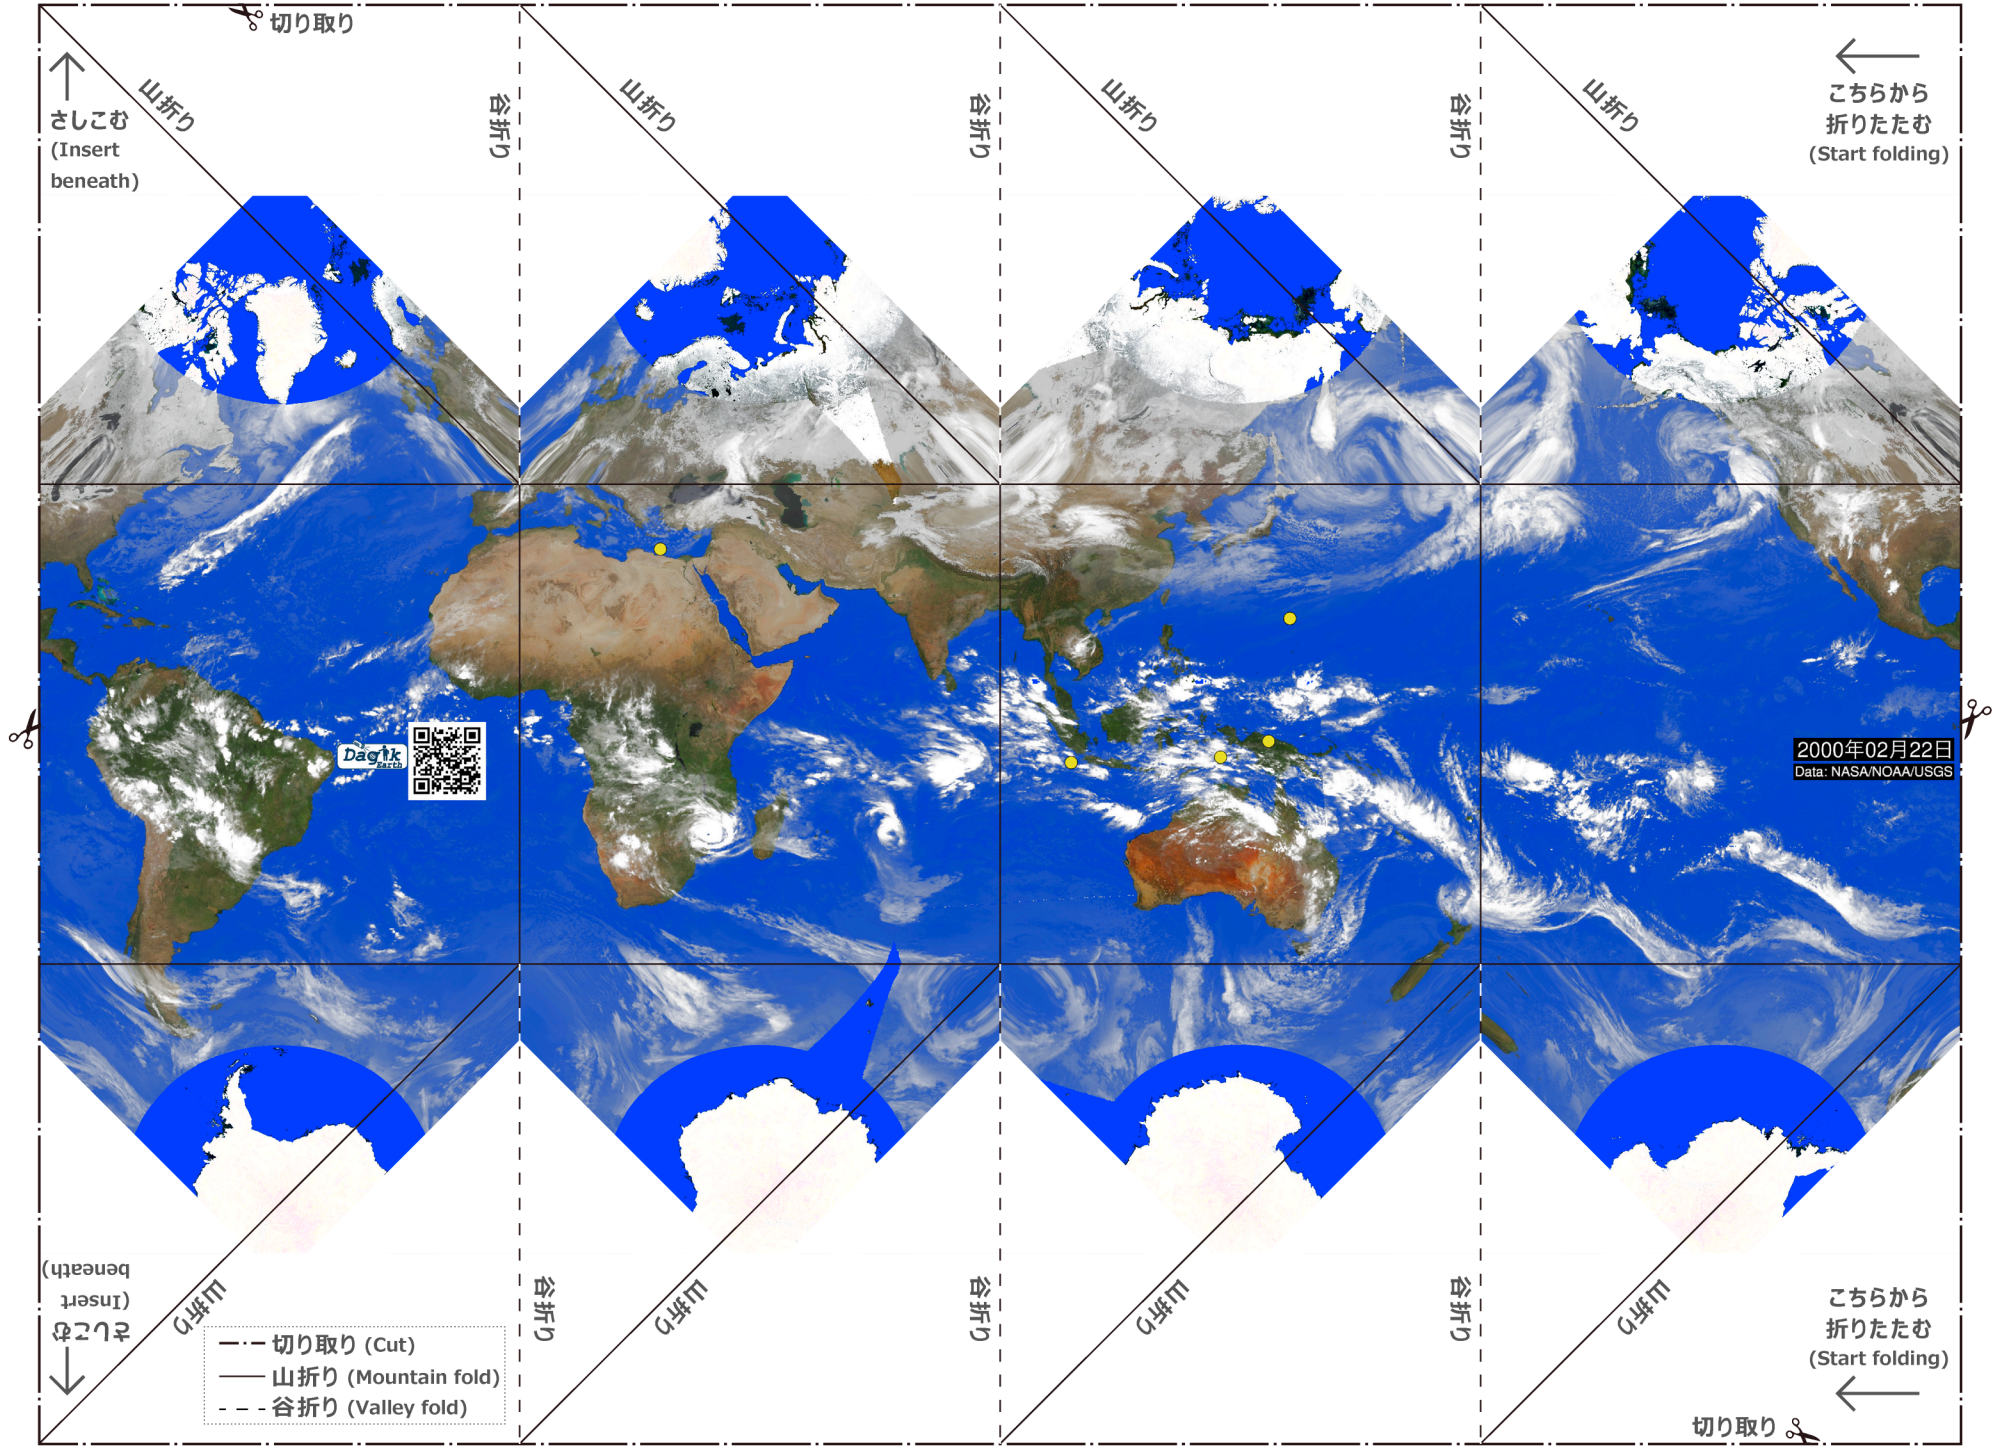 切り取り
さしこむ
(Insert
beneath)
山折り
谷折り
山折り
谷折り
山折り
谷折り
山折り
こちらから
折りたたむ
(Start folding)
Dagik
Earth
2000年02月22日
Data: NASA/NOAA/USGS
さしこむ
(Insert
beneath)
山折り
谷折り
山折り
谷折り
山折り
谷折り
山折り
こちらから
折りたたむ
(Start folding)
切り取り (Cut)
山折り (Mountain fold)
谷折り (Valley fold)
切り取り